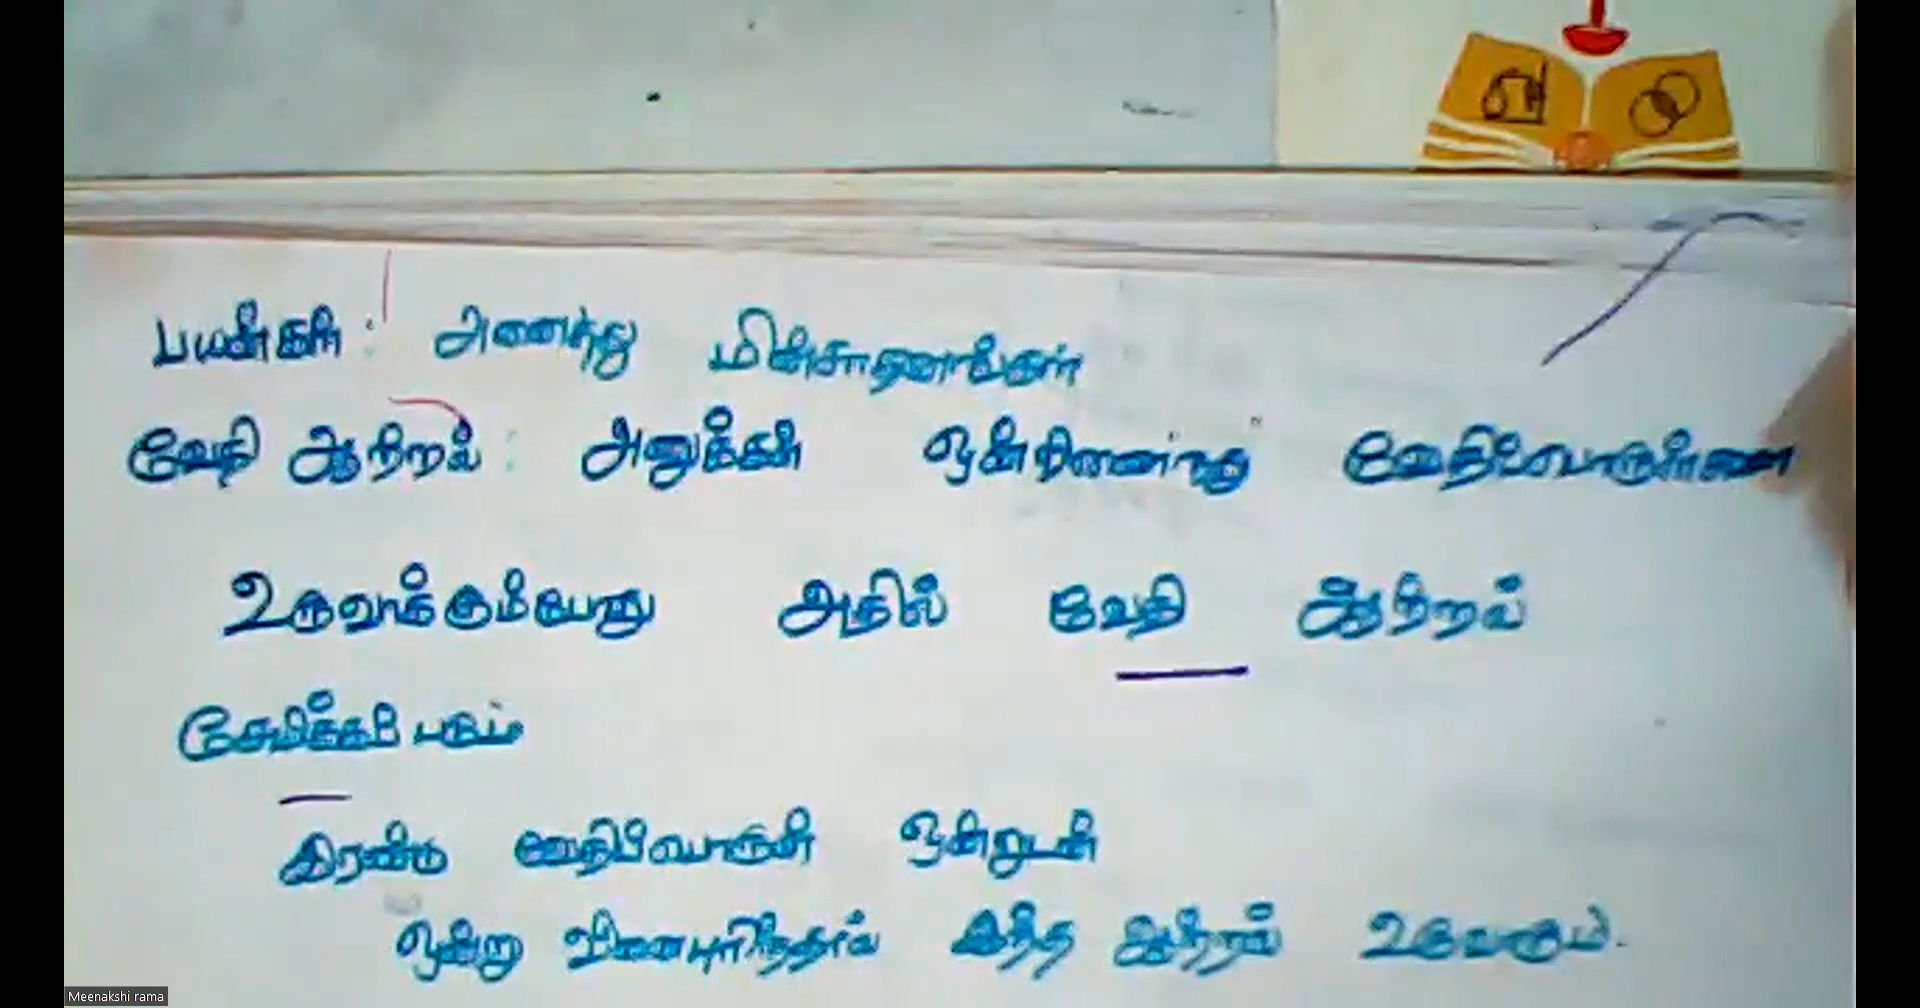 பயன்கள் : அனைத்து மின்சாதனங்கள்
வேதி ஆற்றல் : அணுக்கள் ஒன்றிணைந்து வேதிப்பொருளினை
உருவாக்கும்போது அதில் வேதி ஆற்றல்
சேமிக்கப்படும்
இரண்டு வேதிப்பொருள் ஒன்றுடன்
ஒன்று வினைபுரிந்தால் இந்த ஆற்றல் உருவாகும்.
Meenakshi rama